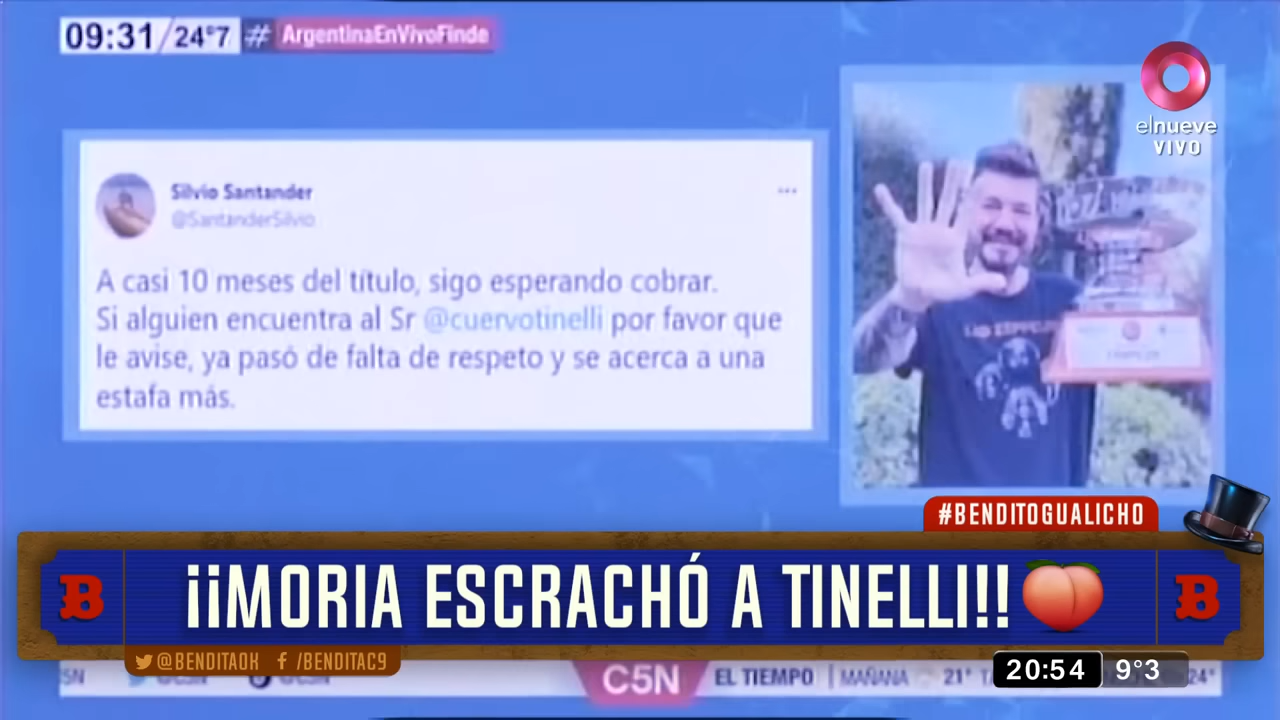 09:31 24°7 # ArgentinaEnVivoFinde
elnueve
VIVO
Silvio Santander
@SantanderSilvio
A casi 10 meses del título, sigo esperando cobrar.
Si alguien encuentra al Sr @cuervotinelli por favor que
le avise, ya pasó de falta de respeto y se acerca a una
estafa más.
#BENDITOGUALICHO
B ¡¡MORIA ESCRACHÓ A TINELLI!! B
@BENDITAOK /BENDITAC9
C5N EL TIEMPO MAÑANA 21° 24°
20:54 9°3